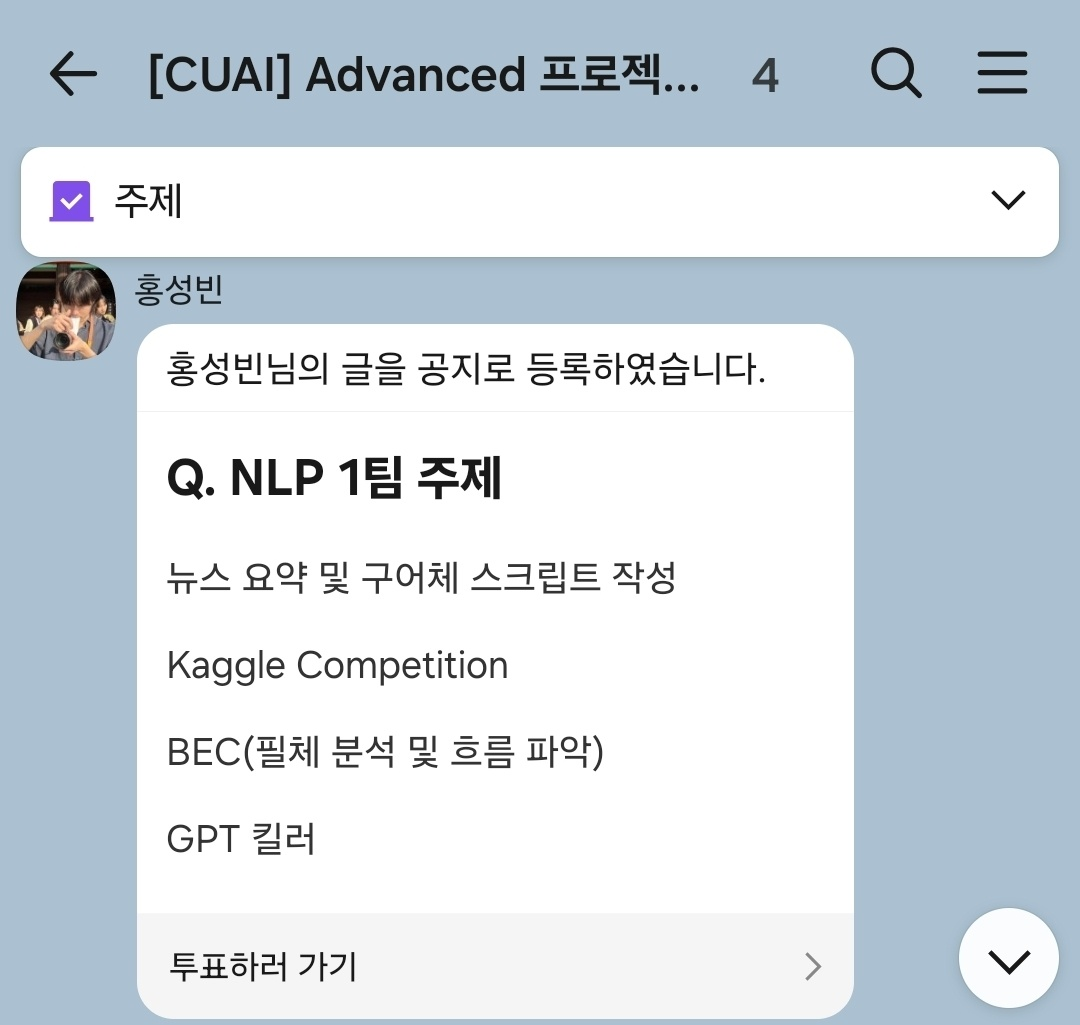 [CUAI] Advanced 프로젝... 4
주제
홍성빈
홍성빈님의 글을 공지로 등록하였습니다.
Q. NLP 1팀 주제
뉴스 요약 및 구어체 스크립트 작성
Kaggle Competition
BEC(필체 분석 및 흐름 파악)
GPT 킬러
투표하러 가기